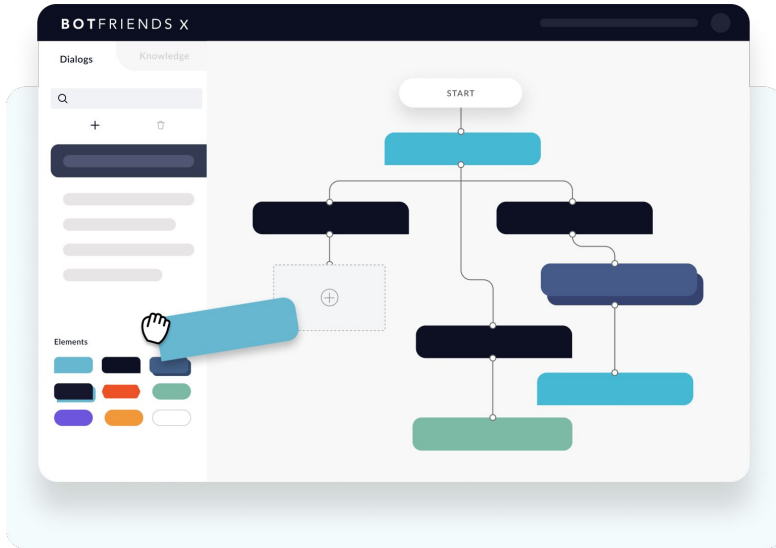 BOTFRIENDS X
Dialogs
Knowledge
START
Elements